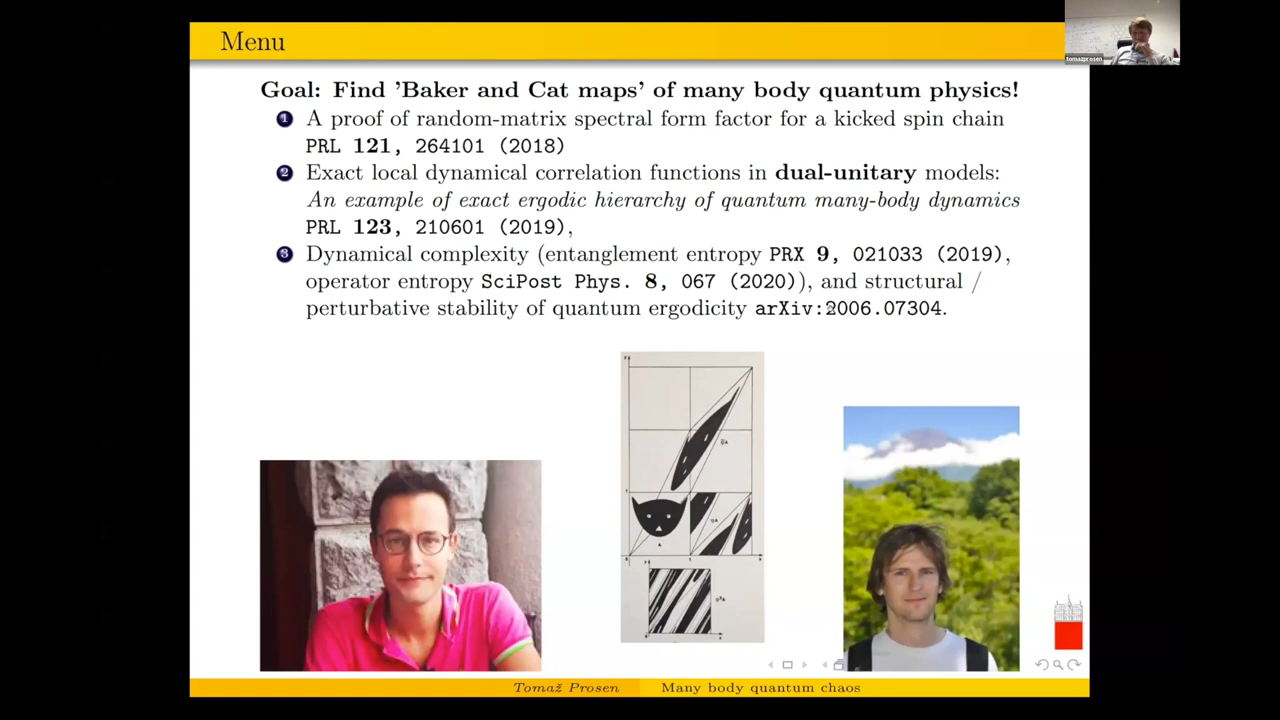 Menu
tomazprosen
Goal: Find 'Baker and Cat maps' of many body quantum physics!
1 A proof of random-matrix spectral form factor for a kicked spin chain
PRL 121, 264101 (2018)
2 Exact local dynamical correlation functions in dual-unitary models:
An example of exact ergodic hierarchy of quantum many-body dynamics
PRL 123, 210601 (2019),
3 Dynamical complexity (entanglement entropy PRX 9, 021033 (2019),
operator entropy SciPost Phys. 8, 067 (2020)), and structural /
perturbative stability of quantum ergodicity arXiv:2006.07304.
Tomaž Prosen Many body quantum chaos